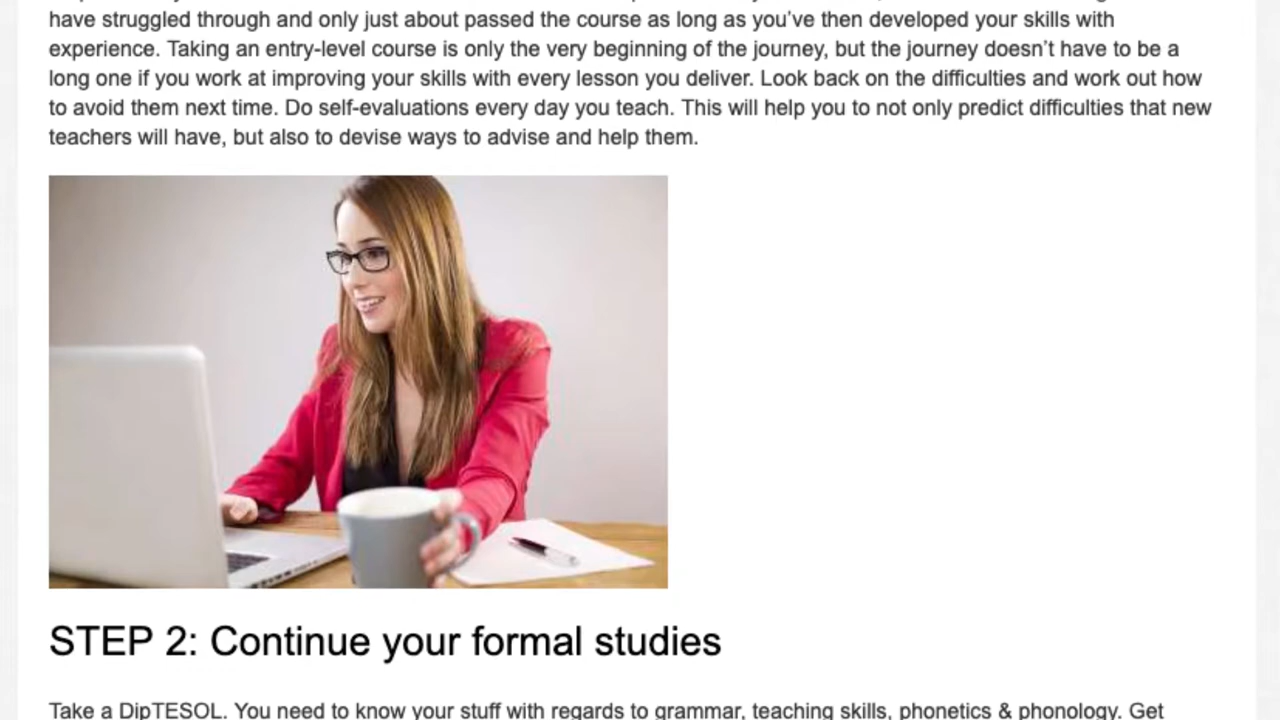 have struggled through and only just about passed the course as long as you’ve then developed your skills with
experience. Taking an entry-level course is only the very beginning of the journey, but the journey doesn’t have to be a
long one if you work at improving your skills with every lesson you deliver. Look back on the difficulties and work out how
to avoid them next time. Do self-evaluations every day you teach. This will help you to not only predict difficulties that new
teachers will have, but also to devise ways to advise and help them.
STEP 2: Continue your formal studies
Take a DipTESOL. You need to know your stuff with regards to grammar, teaching skills, phonetics & phonology. Get